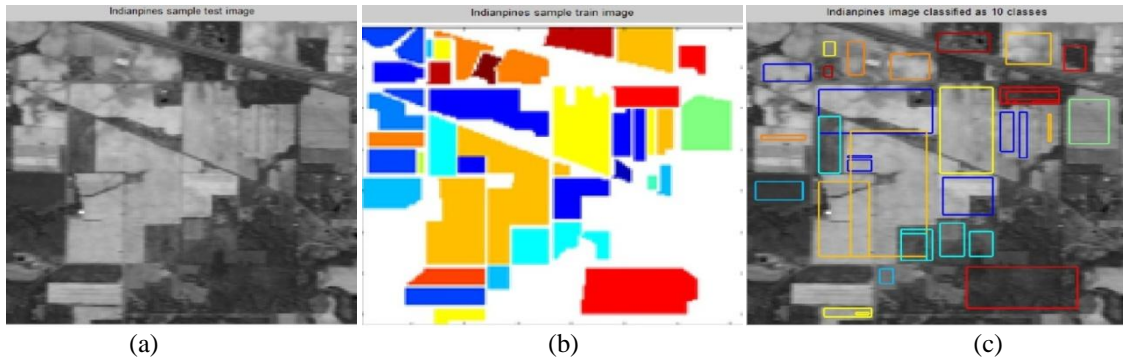 Indianpines sample test image
Indianpines sample train image
Indianpines image classified as 10 classes
(a)
(b)
(c)